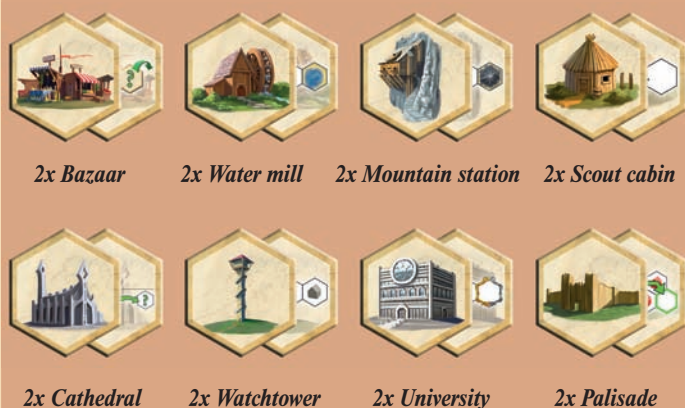 2x Bazaar
2x Water mill
2x Mountain station
2x Scout cabin
2x Cathedral
2x Watchtower
2x University
2x Palisade